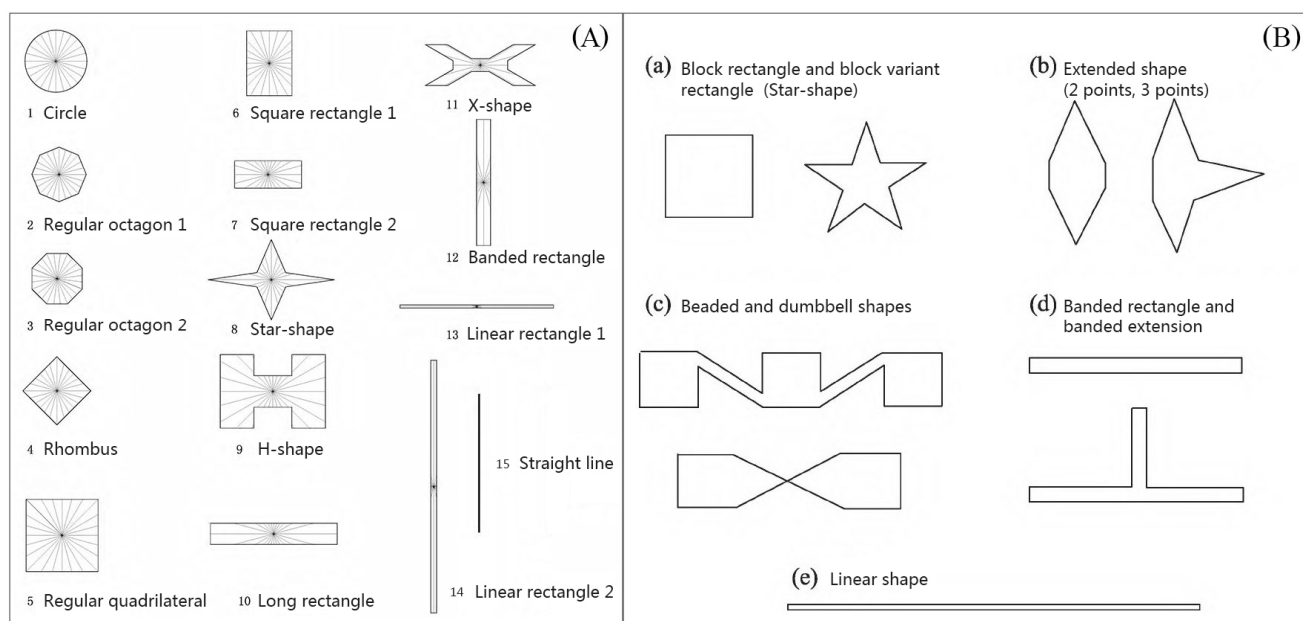 (A)
1 Circle
2 Regular octagon 1
3 Regular octagon 2
4 Rhombus
5 Regular quadrilateral
6 Square rectangle 1
7 Square rectangle 2
8 Star-shape
9 H-shape
10 Long rectangle
11 X-shape
12 Banded rectangle
13 Linear rectangle 1
15 Straight line
14 Linear rectangle 2
(B)
(a) Block rectangle and block variant
rectangle (Star-shape)
(b) Extended shape
(2 points, 3 points)
(c) Beaded and dumbbell shapes
(d) Banded rectangle and
banded extension
(e) Linear shape